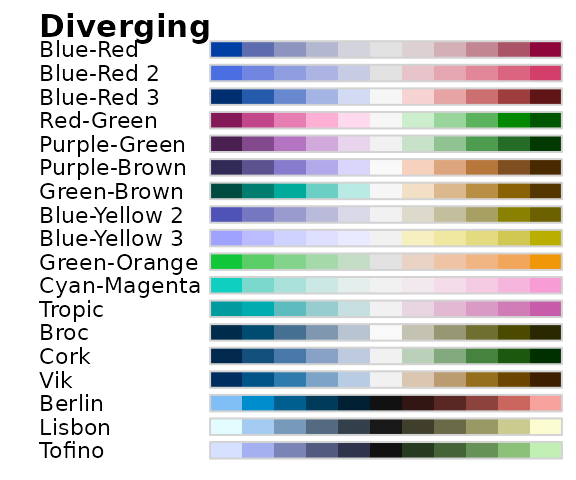 Diverging
Blue-Red
Blue-Red 2
Blue-Red 3
Red-Green
Purple-Green
Purple-Brown
Green-Brown
Blue-Yellow 2
Blue-Yellow 3
Green-Orange
Cyan-Magenta
Tropic
Broc
Cork
Vik
Berlin
Lisbon
Tofino